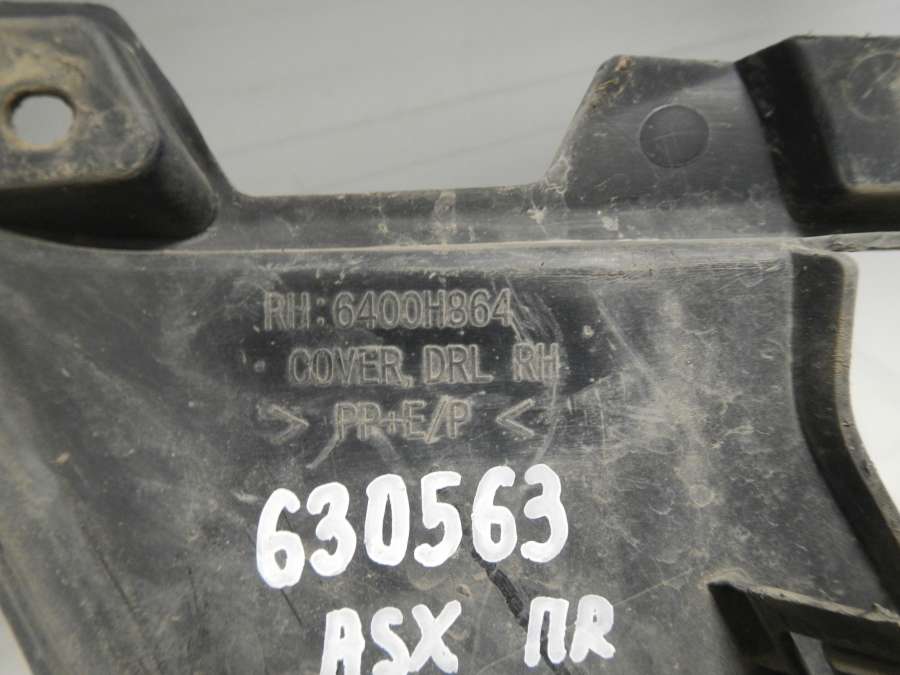 RH: 6400H864
COVER, DRL RH
> PP+E/P <
630563
ASX ПR